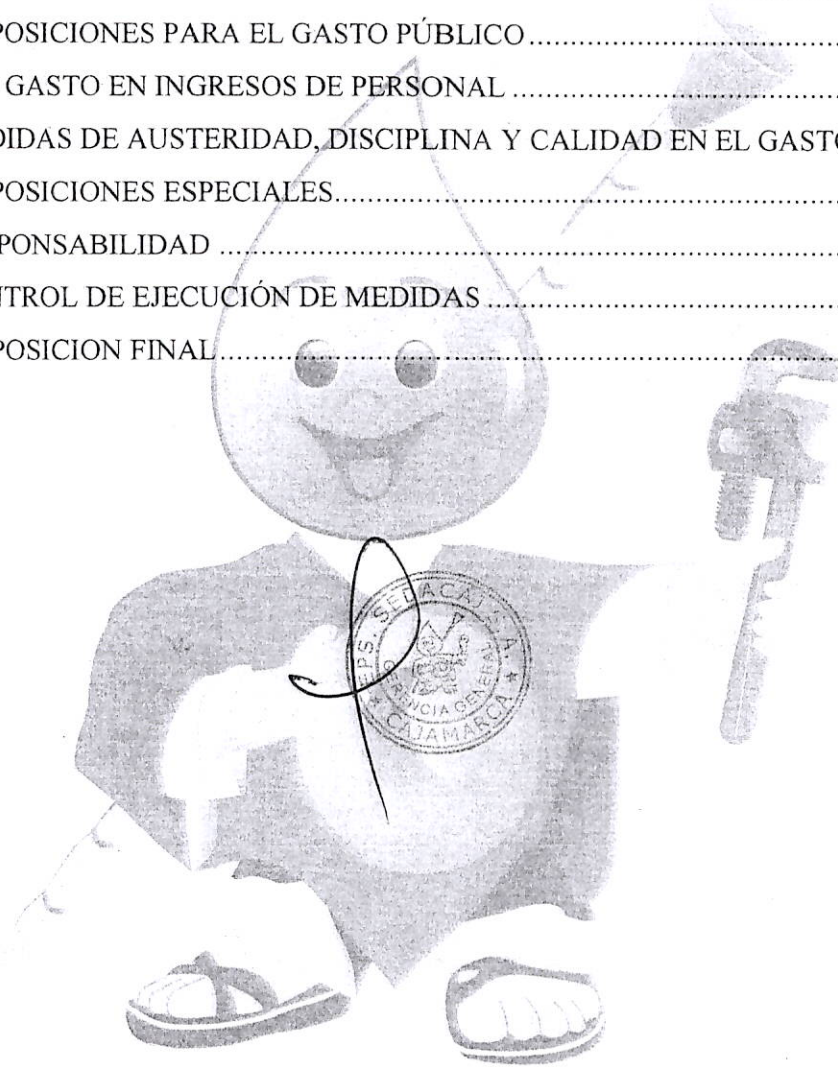 POSICIONES PARA EL GASTO PÚBLICO
GASTO EN INGRESOS DE PERSONAL
DIDAS DE AUSTERIDAD, DISCIPLINA Y CALIDAD EN EL GASTO
POSICIONES ESPECIALES
PONSABILIDAD
NTROL DE EJECUCIÓN DE MEDIDAS
POSICION FINAL
EPS. SEDACAJ S.A.
GERENCIA GENERAL
CAJAMARCA